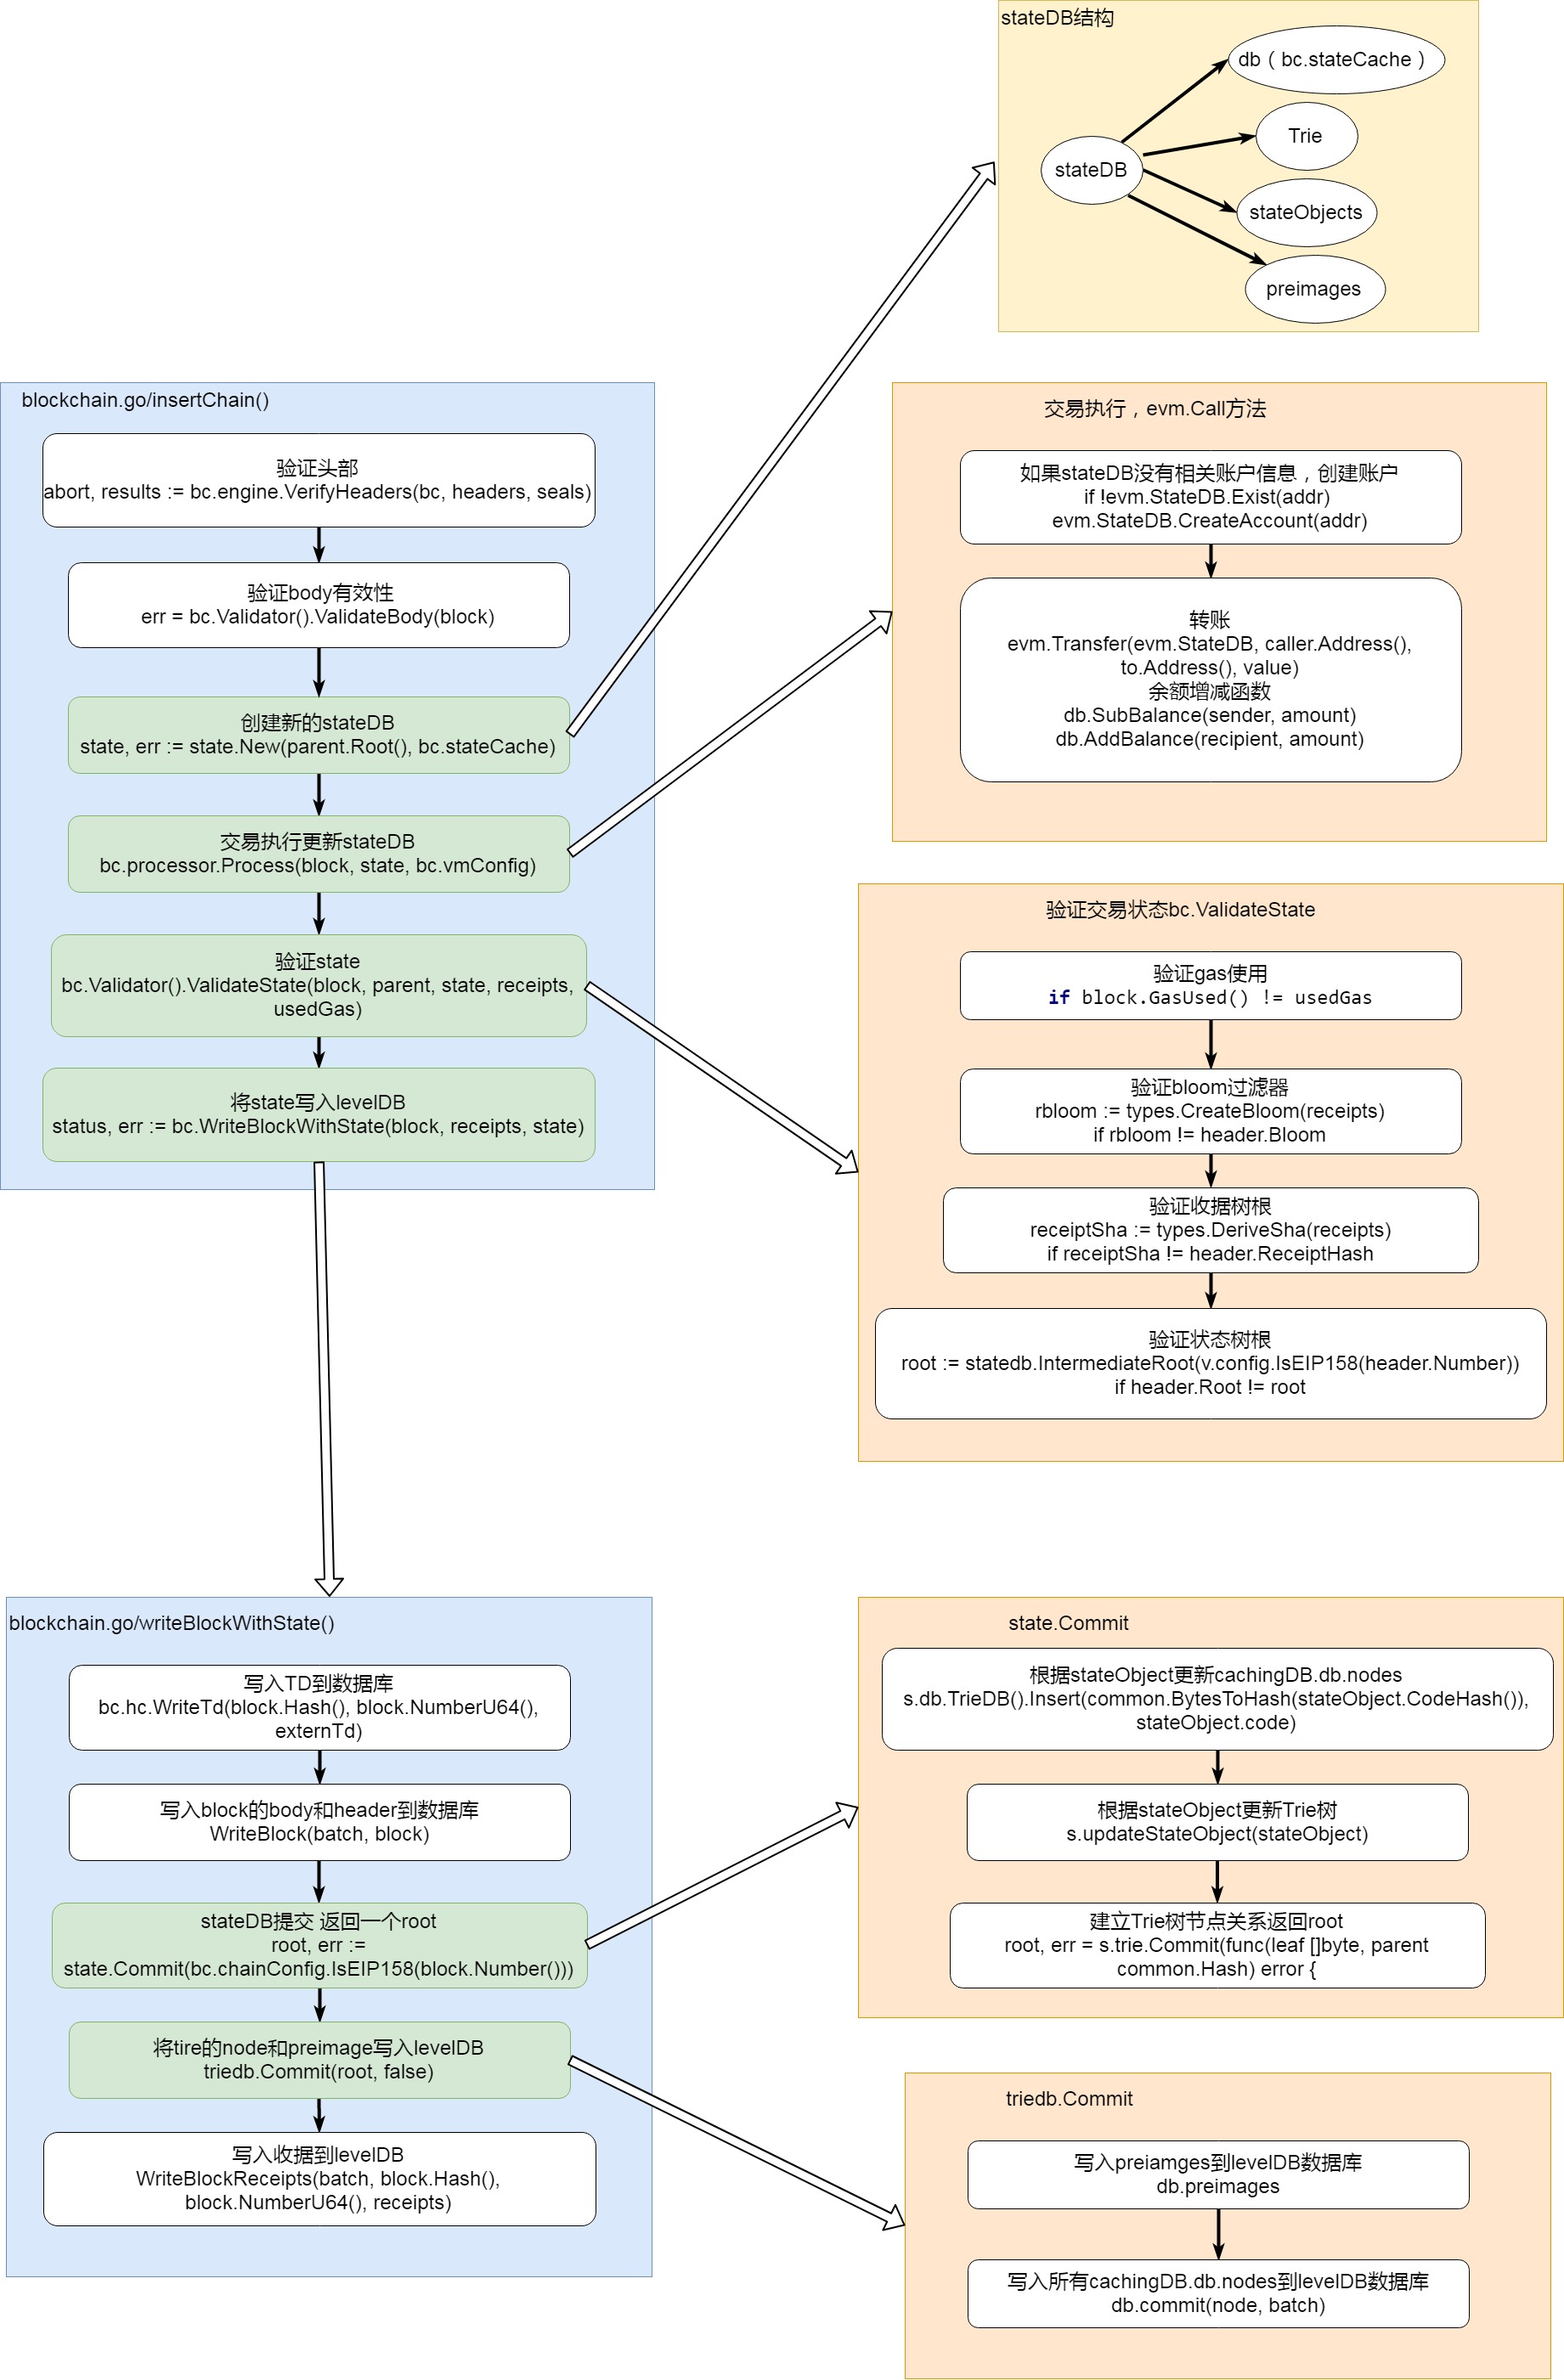 stateDB结构
db（bc.stateCache）
Trie
stateDB
stateObjects
preimages
blockchain.go/insertChain()
验证头部
abort, results := bc.engine.VerifyHeaders(bc, headers, seals)
验证body有效性
err = bc.Validator().ValidateBody(block)
创建新的stateDB
state, err := state.New(parent.Root(), bc.stateCache)
交易执行更新stateDB
bc.processor.Process(block, state, bc.vmConfig)
验证state
bc.Validator().ValidateState(block, parent, state, receipts,
usedGas)
将state写入levelDB
status, err := bc.WriteBlockWithState(block, receipts, state)
交易执行，evm.Call方法
如果stateDB没有相关账户信息，创建账户
if !evm.StateDB.Exist(addr)
evm.StateDB.CreateAccount(addr)
转账
evm.Transfer(evm.StateDB, caller.Address(),
to.Address(), value)
余额增减函数
db.SubBalance(sender, amount)
db.AddBalance(recipient, amount)
验证交易状态bc.ValidateState
验证gas使用
if block.GasUsed() != usedGas
验证bloom过滤器
rbloom := types.CreateBloom(receipts)
if rbloom != header.Bloom
验证收据树根
receiptSha := types.DeriveSha(receipts)
if receiptSha != header.ReceiptHash
验证状态树根
root := statedb.IntermediateRoot(v.config.IsEIP158(header.Number))
if header.Root != root
blockchain.go/writeBlockWithState()
写入TD到数据库
bc.hc.WriteTd(block.Hash(), block.NumberU64(),
externTd)
写入block的body和header到数据库
WriteBlock(batch, block)
stateDB提交 返回一个root
root, err :=
state.Commit(bc.chainConfig.IsEIP158(block.Number()))
将tire的node和preimage写入levelDB
triedb.Commit(root, false)
写入收据到levelDB
WriteBlockReceipts(batch, block.Hash(),
block.NumberU64(), receipts)
state.Commit
根据stateObject更新cachingDB.db.nodes
s.db.TrieDB().Insert(common.BytesToHash(stateObject.CodeHash()),
stateObject.code)
根据stateObject更新Trie树
s.updateStateObject(stateObject)
建立Trie树节点关系返回root
root, err = s.trie.Commit(func(leaf []byte, parent
common.Hash) error {
triedb.Commit
写入preiamges到levelDB数据库
db.preimages
写入所有cachingDB.db.nodes到levelDB数据库
db.commit(node, batch)